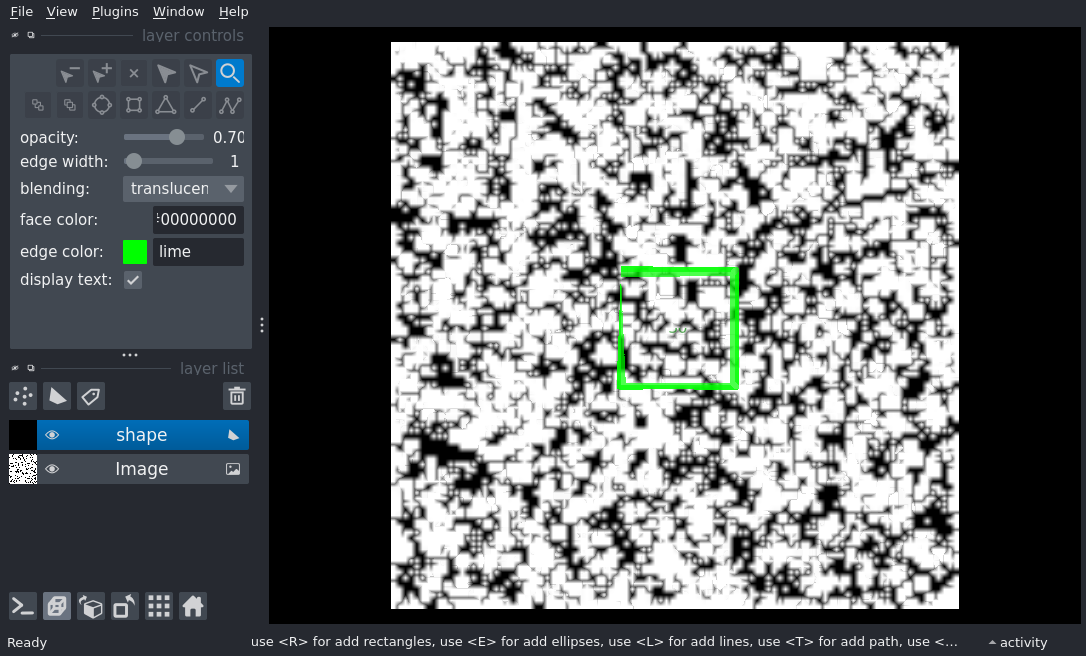 File View Plugins Window Help
layer controls
opacity: 0.70
edge width: 1
blending: translucen
face color: 00000000
edge color: lime
display text:
layer list
shape
Image
Ready use <R> for add rectangles, use <E> for add ellipses, use <L> for add lines, use <T> for add path, use <... activity